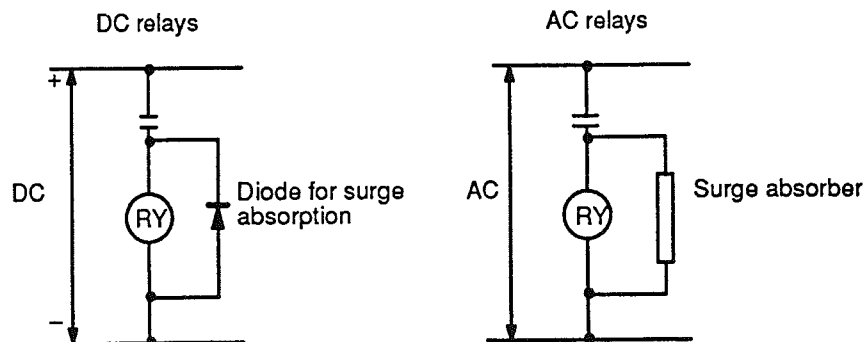 DC relays
+
DC
RY
Diode for surge
absorption
−
AC relays
AC
RY
Surge absorber